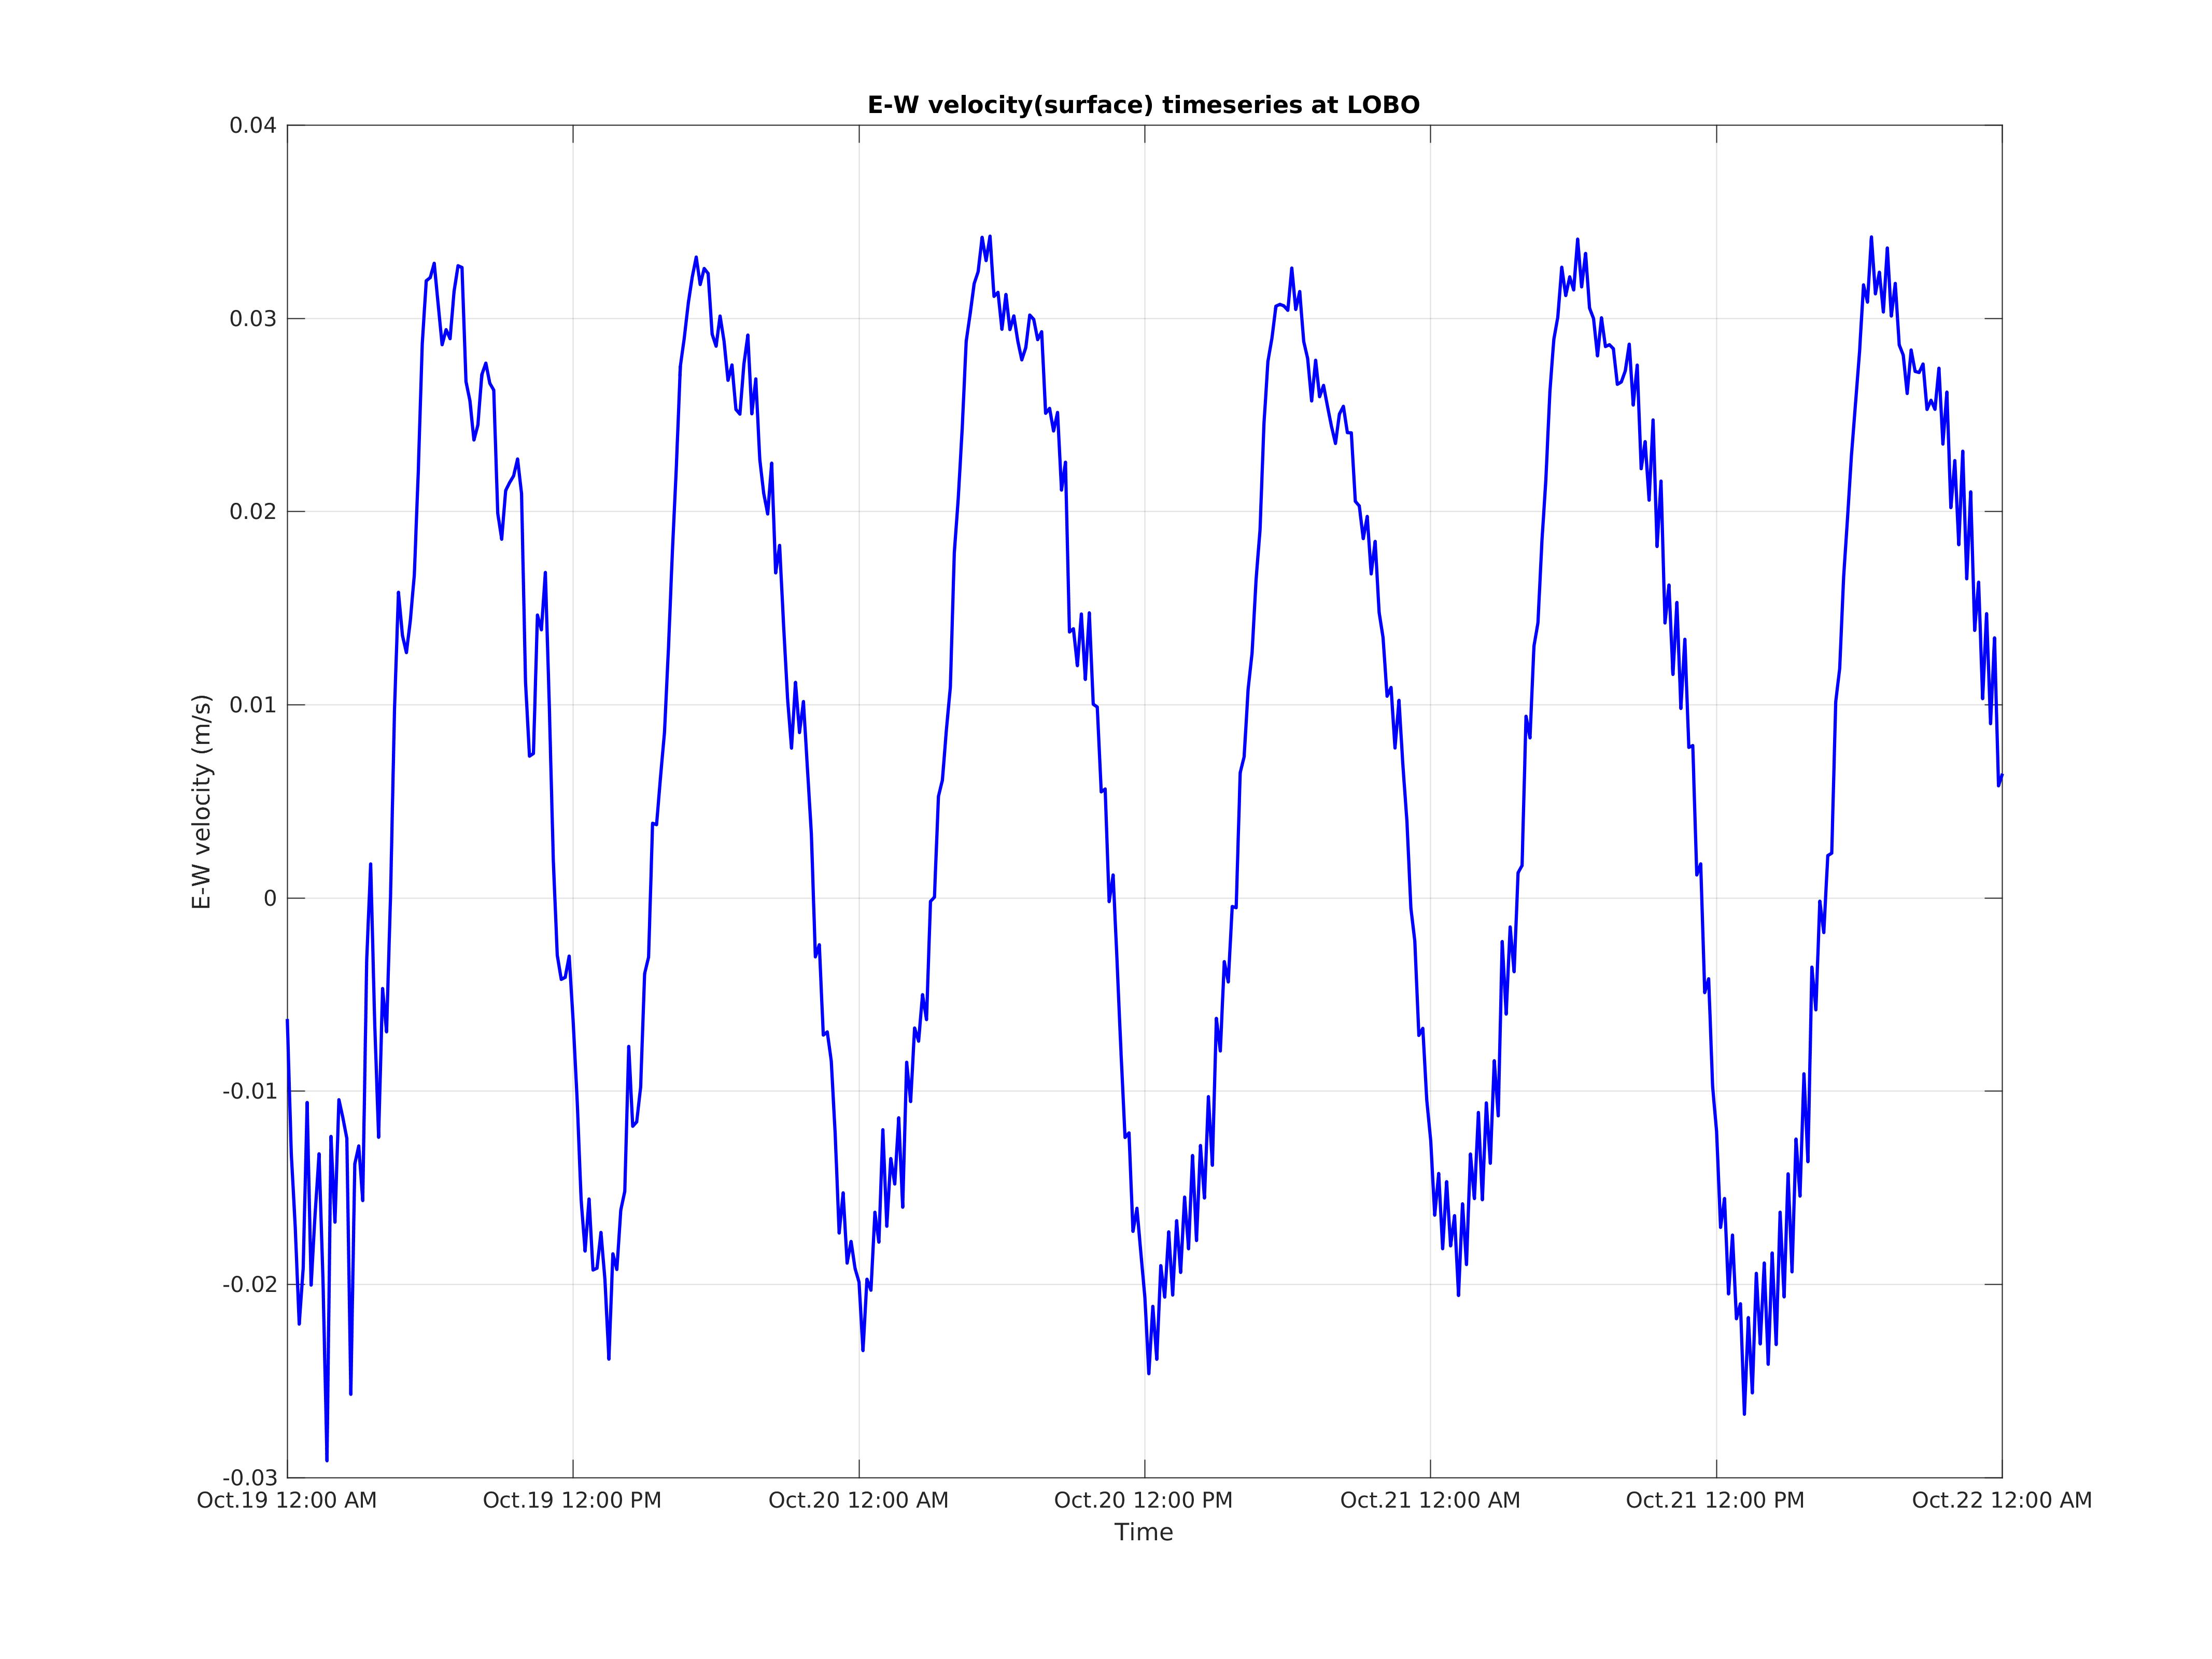 E-W velocity(surface) timeseries at LOBO
0.04
0.03
0.02
0.01
0
-0.01
-0.02
-0.03
E-W velocity (m/s)
Oct.19 12:00 AM Oct.19 12:00 PM Oct.20 12:00 AM Oct.20 12:00 PM Oct.21 12:00 AM Oct.21 12:00 PM Oct.22 12:00 AM
Time